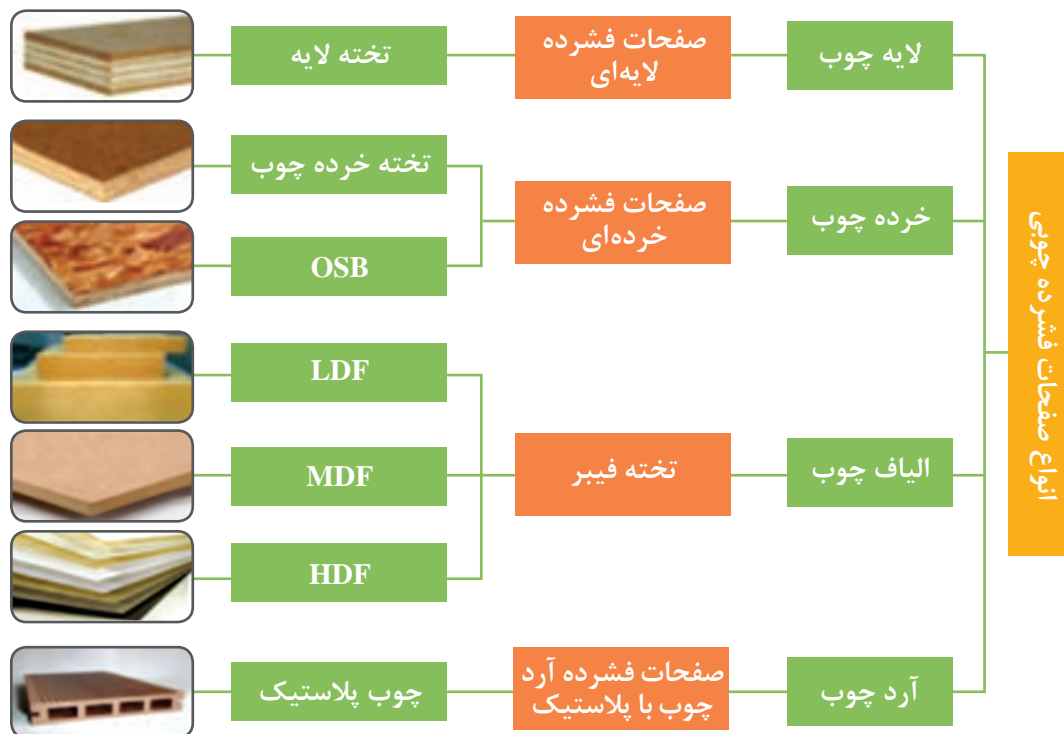 انواع صفحات فشرده چوبی
لایه چوب
صفحات فشرده
لایه‌ای
تخته لایه
خرده چوب
صفحات فشرده
خرده‌ای
تخته خرده چوب
OSB
الیاف چوب
تخته فیبر
LDF
MDF
HDF
آرد چوب
صفحات فشرده آرد
چوب با پلاستیک
چوب پلاستیک